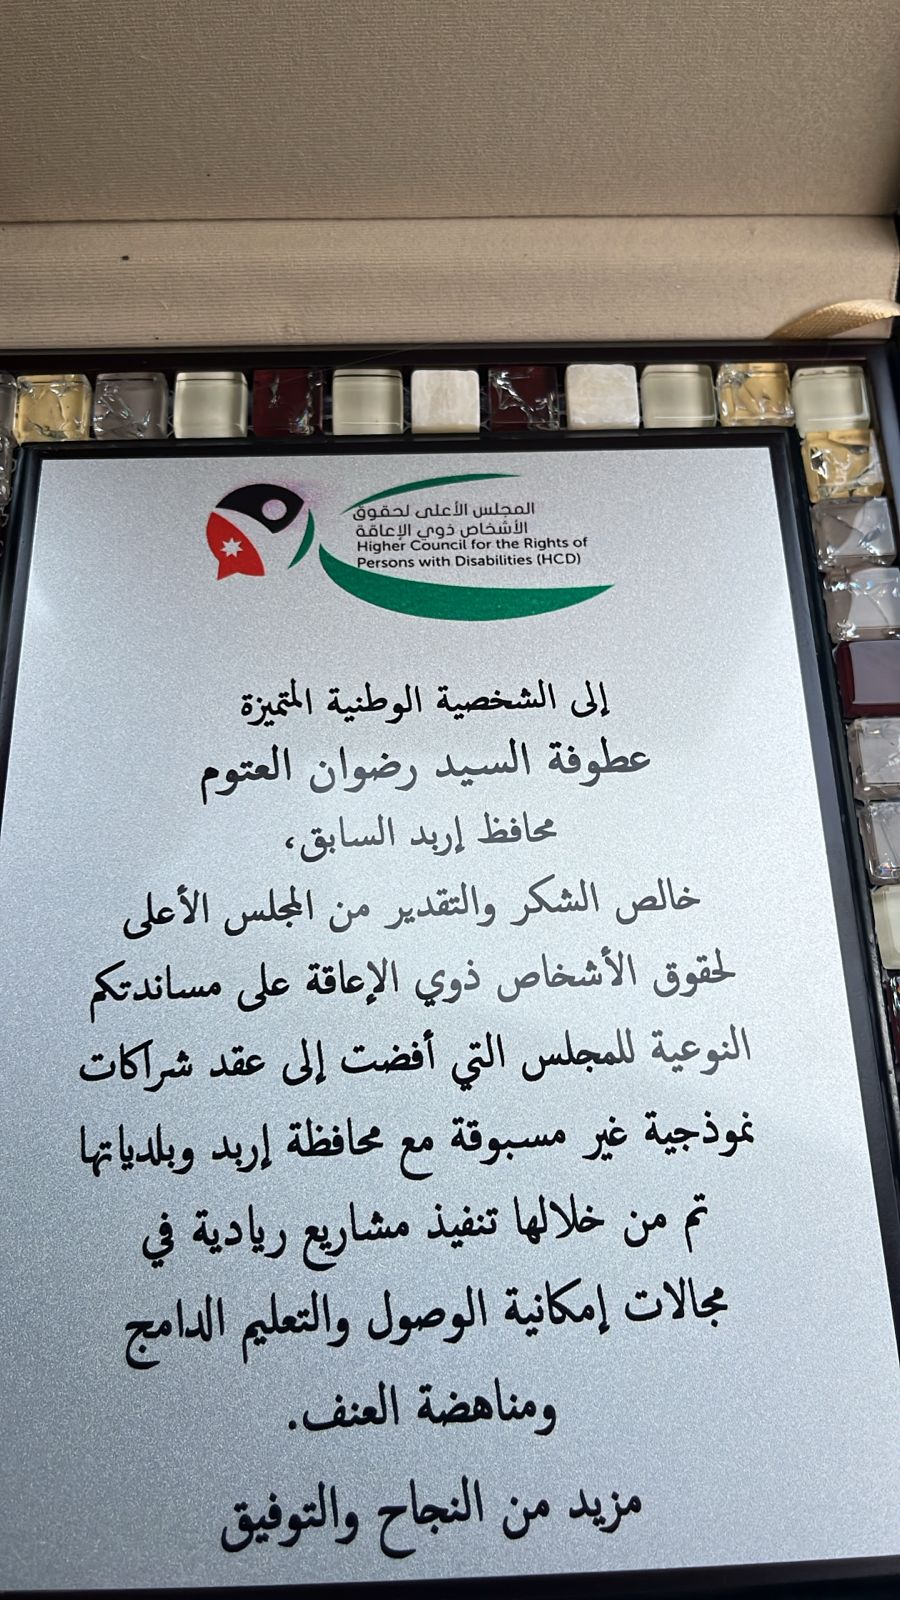 المجلس الأعلى لحقوق
الأشخاص ذوي الإعاقة
Higher Council for the Rights of
Persons with Disabilities (HCD)
إلى الشخصية الوطنية المتميزة
عطوفة السيد رضوان العتوم
محافظ إربد السابق،
خالص الشكر والتقدير من المجلس الأعلى
لحقوق الأشخاص ذوي الإعاقة على مساندتكم
النوعية للمجلس التي أفضت إلى عقد شراكات
نموذجية غير مسبوقة مع محافظة إربد وبلدياتها
تم من خلالها تنفيذ مشاريع ريادية في
مجالات إمكانية الوصول والتعليم الدامج
ومناهضة العنف.
مزيد من النجاح والتوفيق